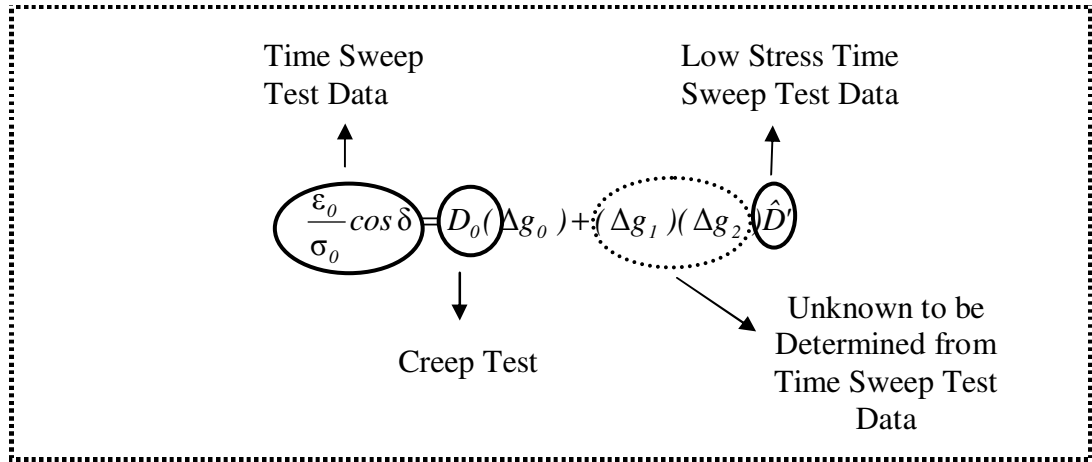 Time Sweep
Test Data
Low Stress Time
Sweep Test Data
ε₀/σ₀ cos δ = D₀(Δg₀) + (Δg₁)(Δg₂)D̂'
Creep Test
Unknown to be
Determined from
Time Sweep Test
Data